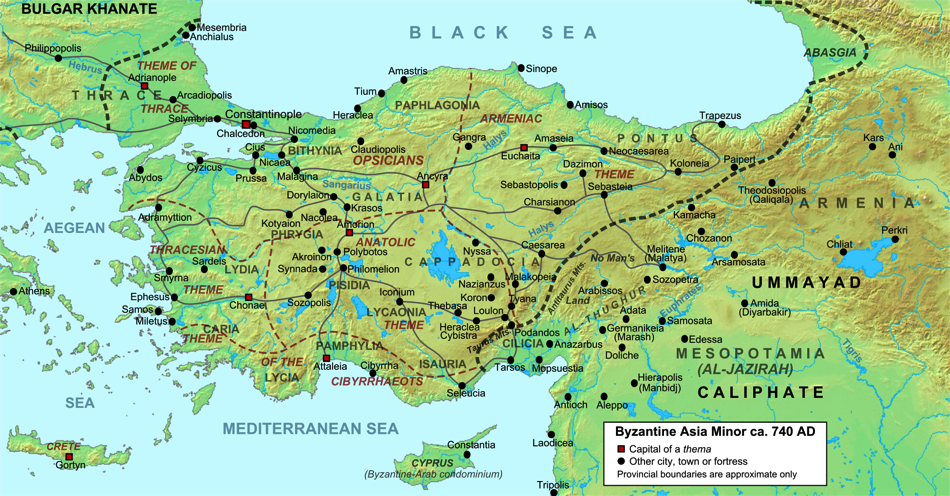 BULGAR KHANATE
BLACK SEA
ABASGIA
Mesembria
Anchialus
Philippopolis
Hebrus
THEME OF
Adrianople
THRACE
Arcadiopolis
THRACE
Selymbria
Constantinople
Chalcedon
Nicomedia
Amastris
Tium
Heraclea
Sinope
PAPHLAGONIA
ARMENIAC
Amisos
Trapezus
Kars
Ani
Cius
BITHYNIA
Claudiopolis
OPSICIANS
Gangra
Halys
Amaseia
Euchaita
PONTUS
Neocaesarea
Dazimon
THEME
Koloneia
Paipert
Abydos
Cyzicus
Nicaea
Prussa
Malagina
Sangarius
Ancyra
Sebastopolis
Sebasteia
Theodosiopolis
(Qaliqala)
ARMENIA
Dorylaion
GALATIA
Charsianon
Kamacha
Adramyttion
Kotyaion
Nacolea
Krasos
Amorion
PHRYGIA
ANATOLIC
Halys
Chozanon
Perkri
Chliat
AEGEAN
THRACESIAN
Akroinon
Polybotos
Nyssa
Caesarea
No Man's
Melitene
(Malatya)
Arsamosata
Sardeis
LYDIA
Synnada
Philomelion
CAPPADOCIA
Smyrna
PISIDIA
Nazianzus
Malakopeia
Antitaurus Mts.
Land
Arabissos
Sozopetra
UMMAYAD
Athens
Ephesus
THEME
Chonae
Sozopolis
Iconium
Koron
Tyana
AL-THUGHUR
Euphrates
Samos
Miletus
LYCAONIA
Thebasa
Loulon
Adata
Amida
(Diyarbakir)
CARIA
THEME
THEME
Heraclea
Cybistra
Podandos
Germanikeia
(Marash)
Samosata
Taurus Mts.
CILICIA
Anazarbus
Edessa
PAMPHYLIA
OF THE
Attaleia
Cibyrrha
ISAURIA
Tarsos
Mopsuestia
Doliche
MESOPOTAMIA
(AL-JAZIRAH)
Tigris
LYCIA
CIBYRRHAEOTS
Seleucia
Hierapolis
(Manbidj)
CALIPHATE
SEA
Antioch
Aleppo
MEDITERRANEAN SEA
CRETE
Gortyn
Constantia
CYPRUS
(Byzantine-Arab condominium)
Laodicea
Tripolis
Byzantine Asia Minor ca. 740 AD
Capital of a thema
Other city, town or fortress
Provincial boundaries are approximate only